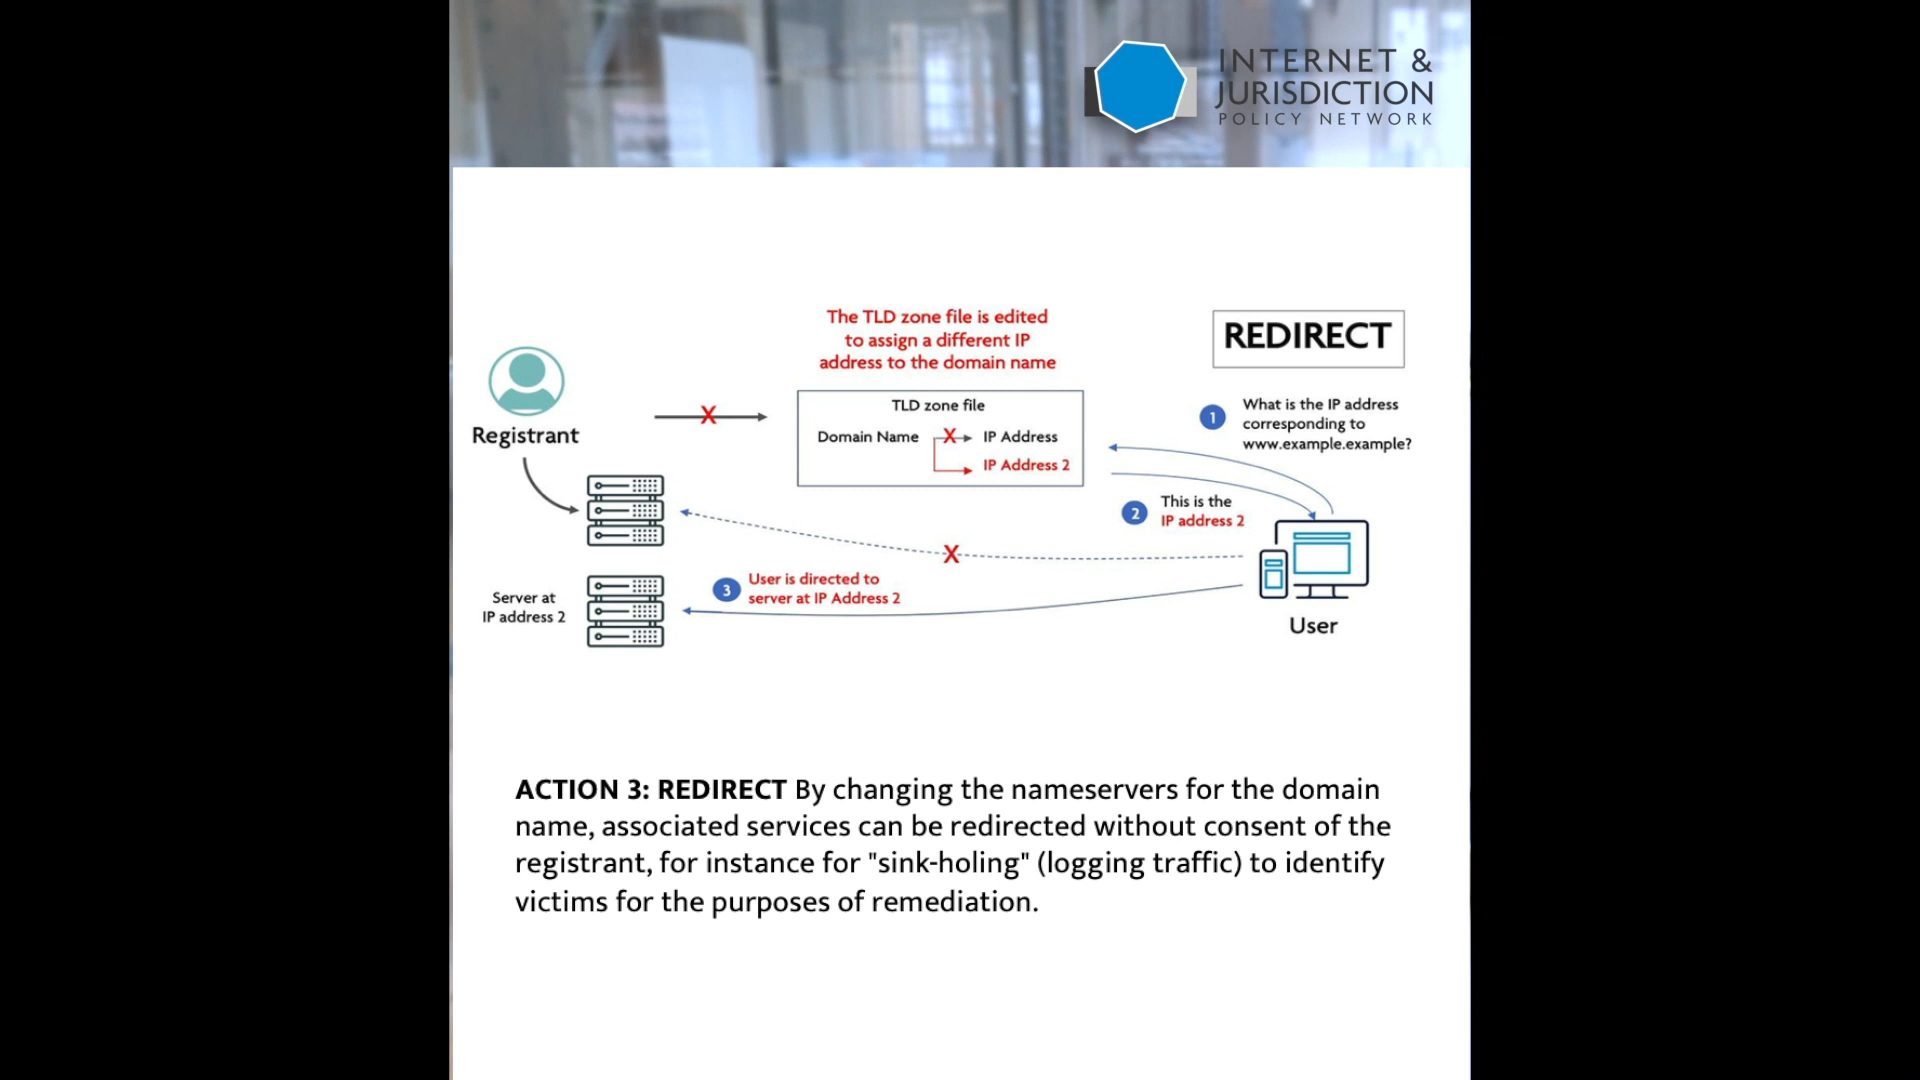 INTERNET &
JURISDICTION
POLICY NETWORK
The TLD zone file is edited
to assign a different IP
address to the domain name
REDIRECT
TLD zone file
Domain Name X IP Address
IP Address 2
X
Registrant
1 What is the IP address
corresponding to
www.example.example?
2 This is the
IP address 2
X
3 User is directed to
server at IP Address 2
Server at
IP address 2
User
ACTION 3: REDIRECT By changing the nameservers for the domain
name, associated services can be redirected without consent of the
registrant, for instance for "sink-holing" (logging traffic) to identify
victims for the purposes of remediation.